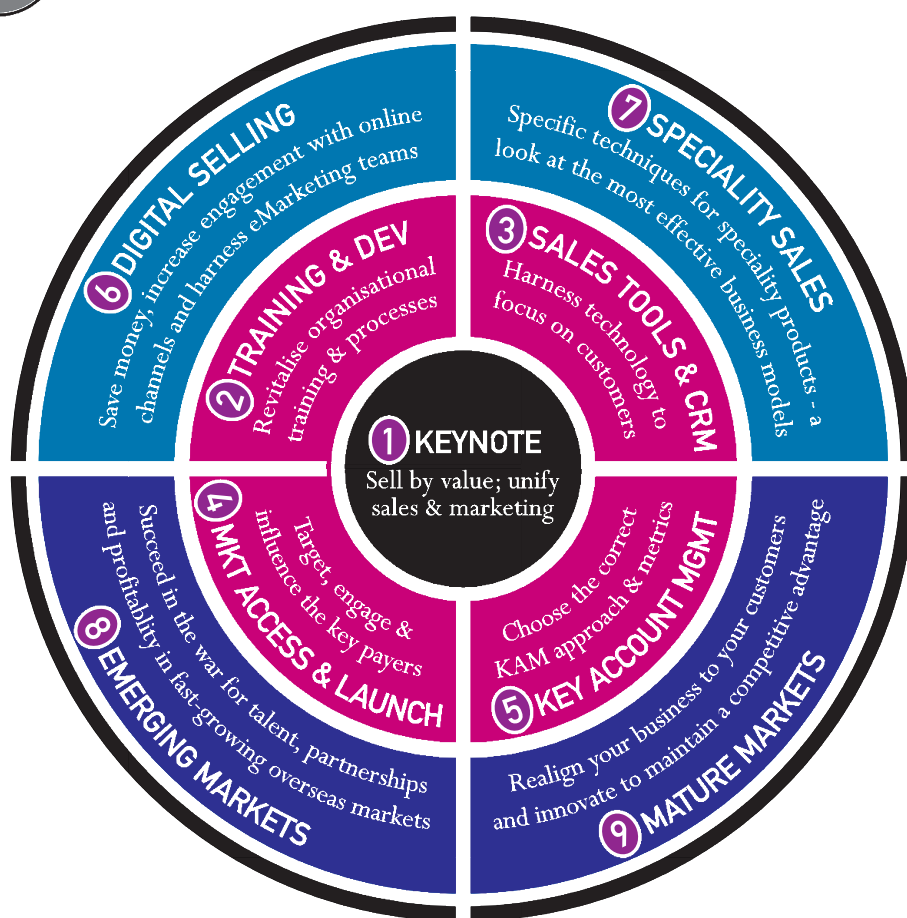 1 KEYNOTE
Sell by value; unify
sales & marketing
2 TRAINING & DEV
Revitalise organisational
training & processes
3 SALES TOOLS & CRM
Harness technology to
focus on customers
4 MKT ACCESS & LAUNCH
Target, engage &
influence the key payers
5 KEY ACCOUNT MGMT
Choose the correct
KAM approach & metrics
6 DIGITAL SELLING
Save money, increase engagement with online
channels and harness eMarketing teams
7 SPECIALITY SALES
Specific techniques for speciality products - a
look at the most effective business models
8 EMERGING MARKETS
Succeed in the war for talent, partnerships
and profitablity in fast-growing overseas markets
9 MATURE MARKETS
Realign your business to your customers
and innovate to maintain a competitive advantage